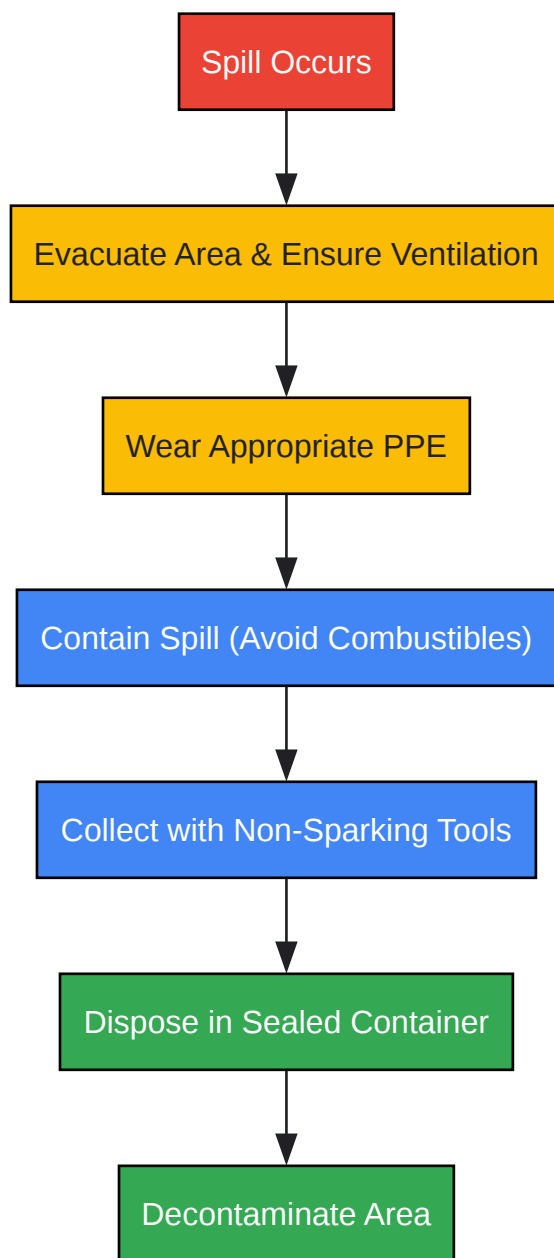 Spill Occurs
Evacuate Area & Ensure Ventilation
Wear Appropriate PPE
Contain Spill (Avoid Combustibles)
Collect with Non-Sparking Tools
Dispose in Sealed Container
Decontaminate Area